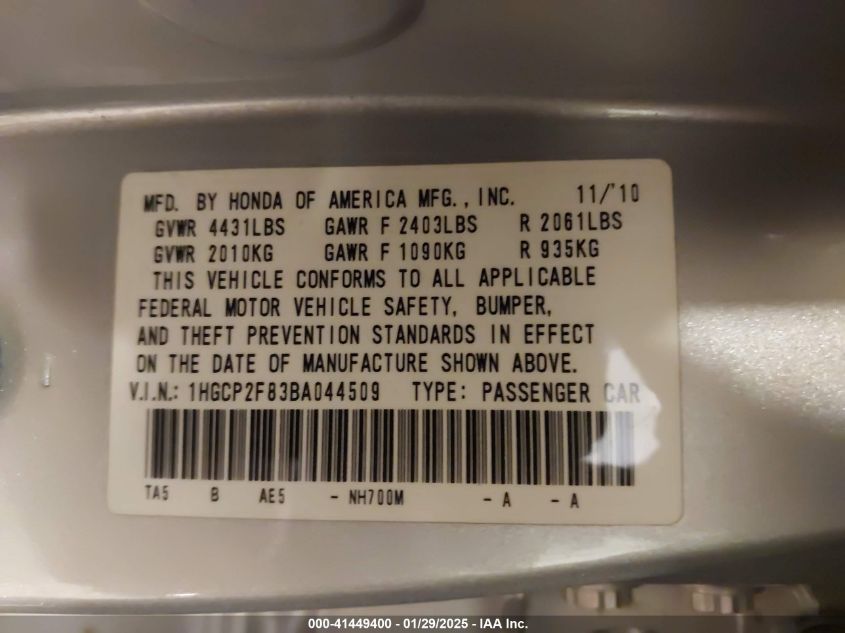 MFD. BY HONDA OF AMERICA MFG., INC. 11/'10
GVWR 4431LBS GAWR F 2403LBS R 2061LBS
GVWR 2010KG GAWR F 1090KG R 935KG
THIS VEHICLE CONFORMS TO ALL APPLICABLE
FEDERAL MOTOR VEHICLE SAFETY, BUMPER,
AND THEFT PREVENTION STANDARDS IN EFFECT
ON THE DATE OF MANUFACTURE SHOWN ABOVE.
V.I.N.: 1HGCP2F83BA044509 TYPE: PASSENGER CAR
TA5 B AE5 - NH700M - A - A
000-41449400 - 01/29/2025 - IAA Inc.